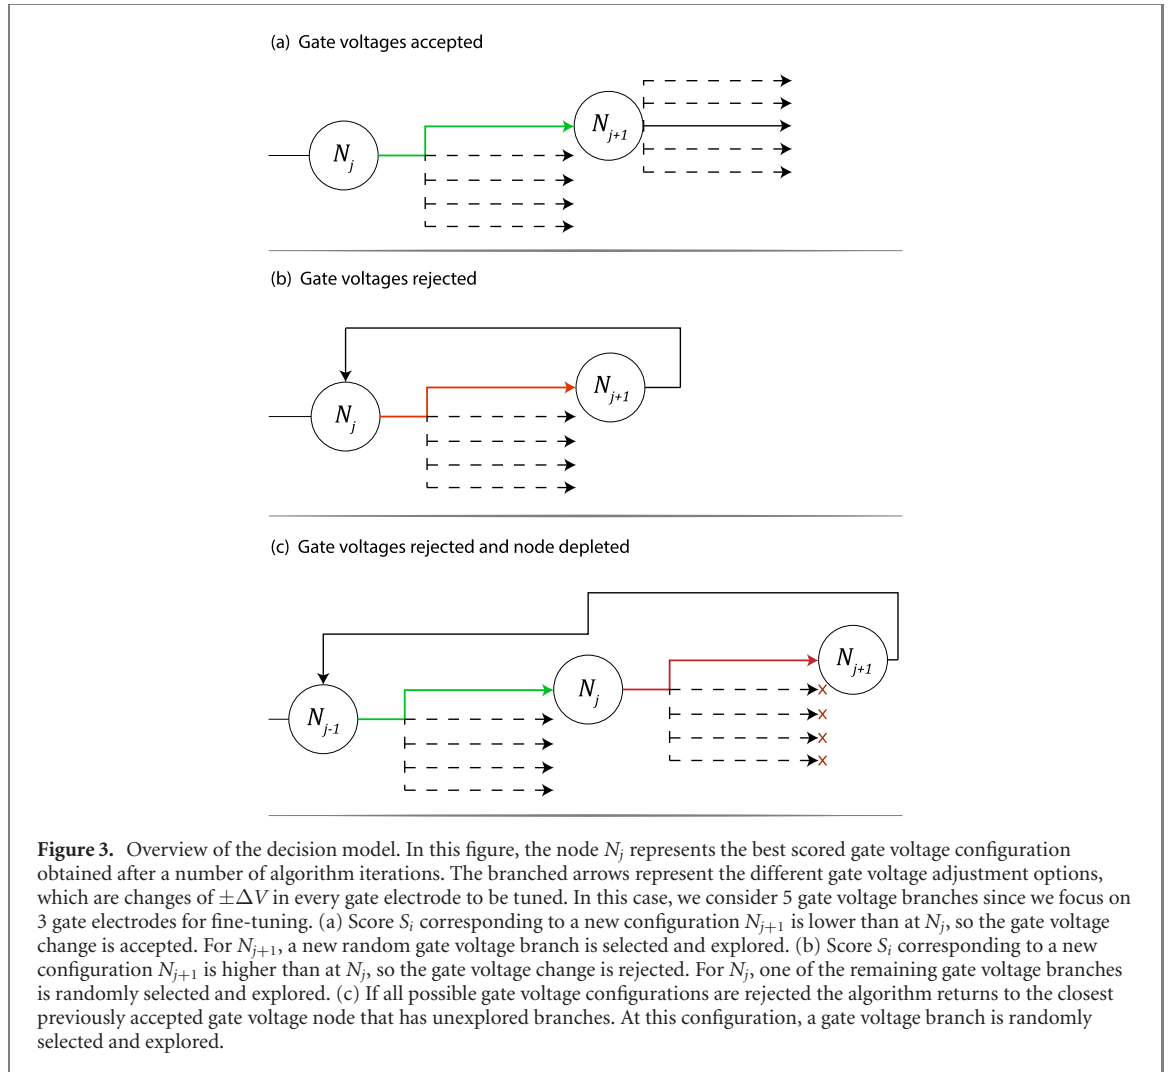 (a) Gate voltages accepted
N_j
N_{j+1}
(b) Gate voltages rejected
N_j
N_{j+1}
(c) Gate voltages rejected and node depleted
N_{j-1}
N_j
N_{j+1}
Figure 3. Overview of the decision model. In this figure, the node N_j represents the best scored gate voltage configuration
obtained after a number of algorithm iterations. The branched arrows represent the different gate voltage adjustment options,
which are changes of ±ΔV in every gate electrode to be tuned. In this case, we consider 5 gate voltage branches since we focus on
3 gate electrodes for fine-tuning. (a) Score S_i corresponding to a new configuration N_{j+1} is lower than at N_j, so the gate voltage
change is accepted. For N_{j+1}, a new random gate voltage branch is selected and explored. (b) Score S_i corresponding to a new
configuration N_{j+1} is higher than at N_j, so the gate voltage change is rejected. For N_j, one of the remaining gate voltage branches
is randomly selected and explored. (c) If all possible gate voltage configurations are rejected the algorithm returns to the closest
previously accepted gate voltage node that has unexplored branches. At this configuration, a gate voltage branch is randomly
selected and explored.